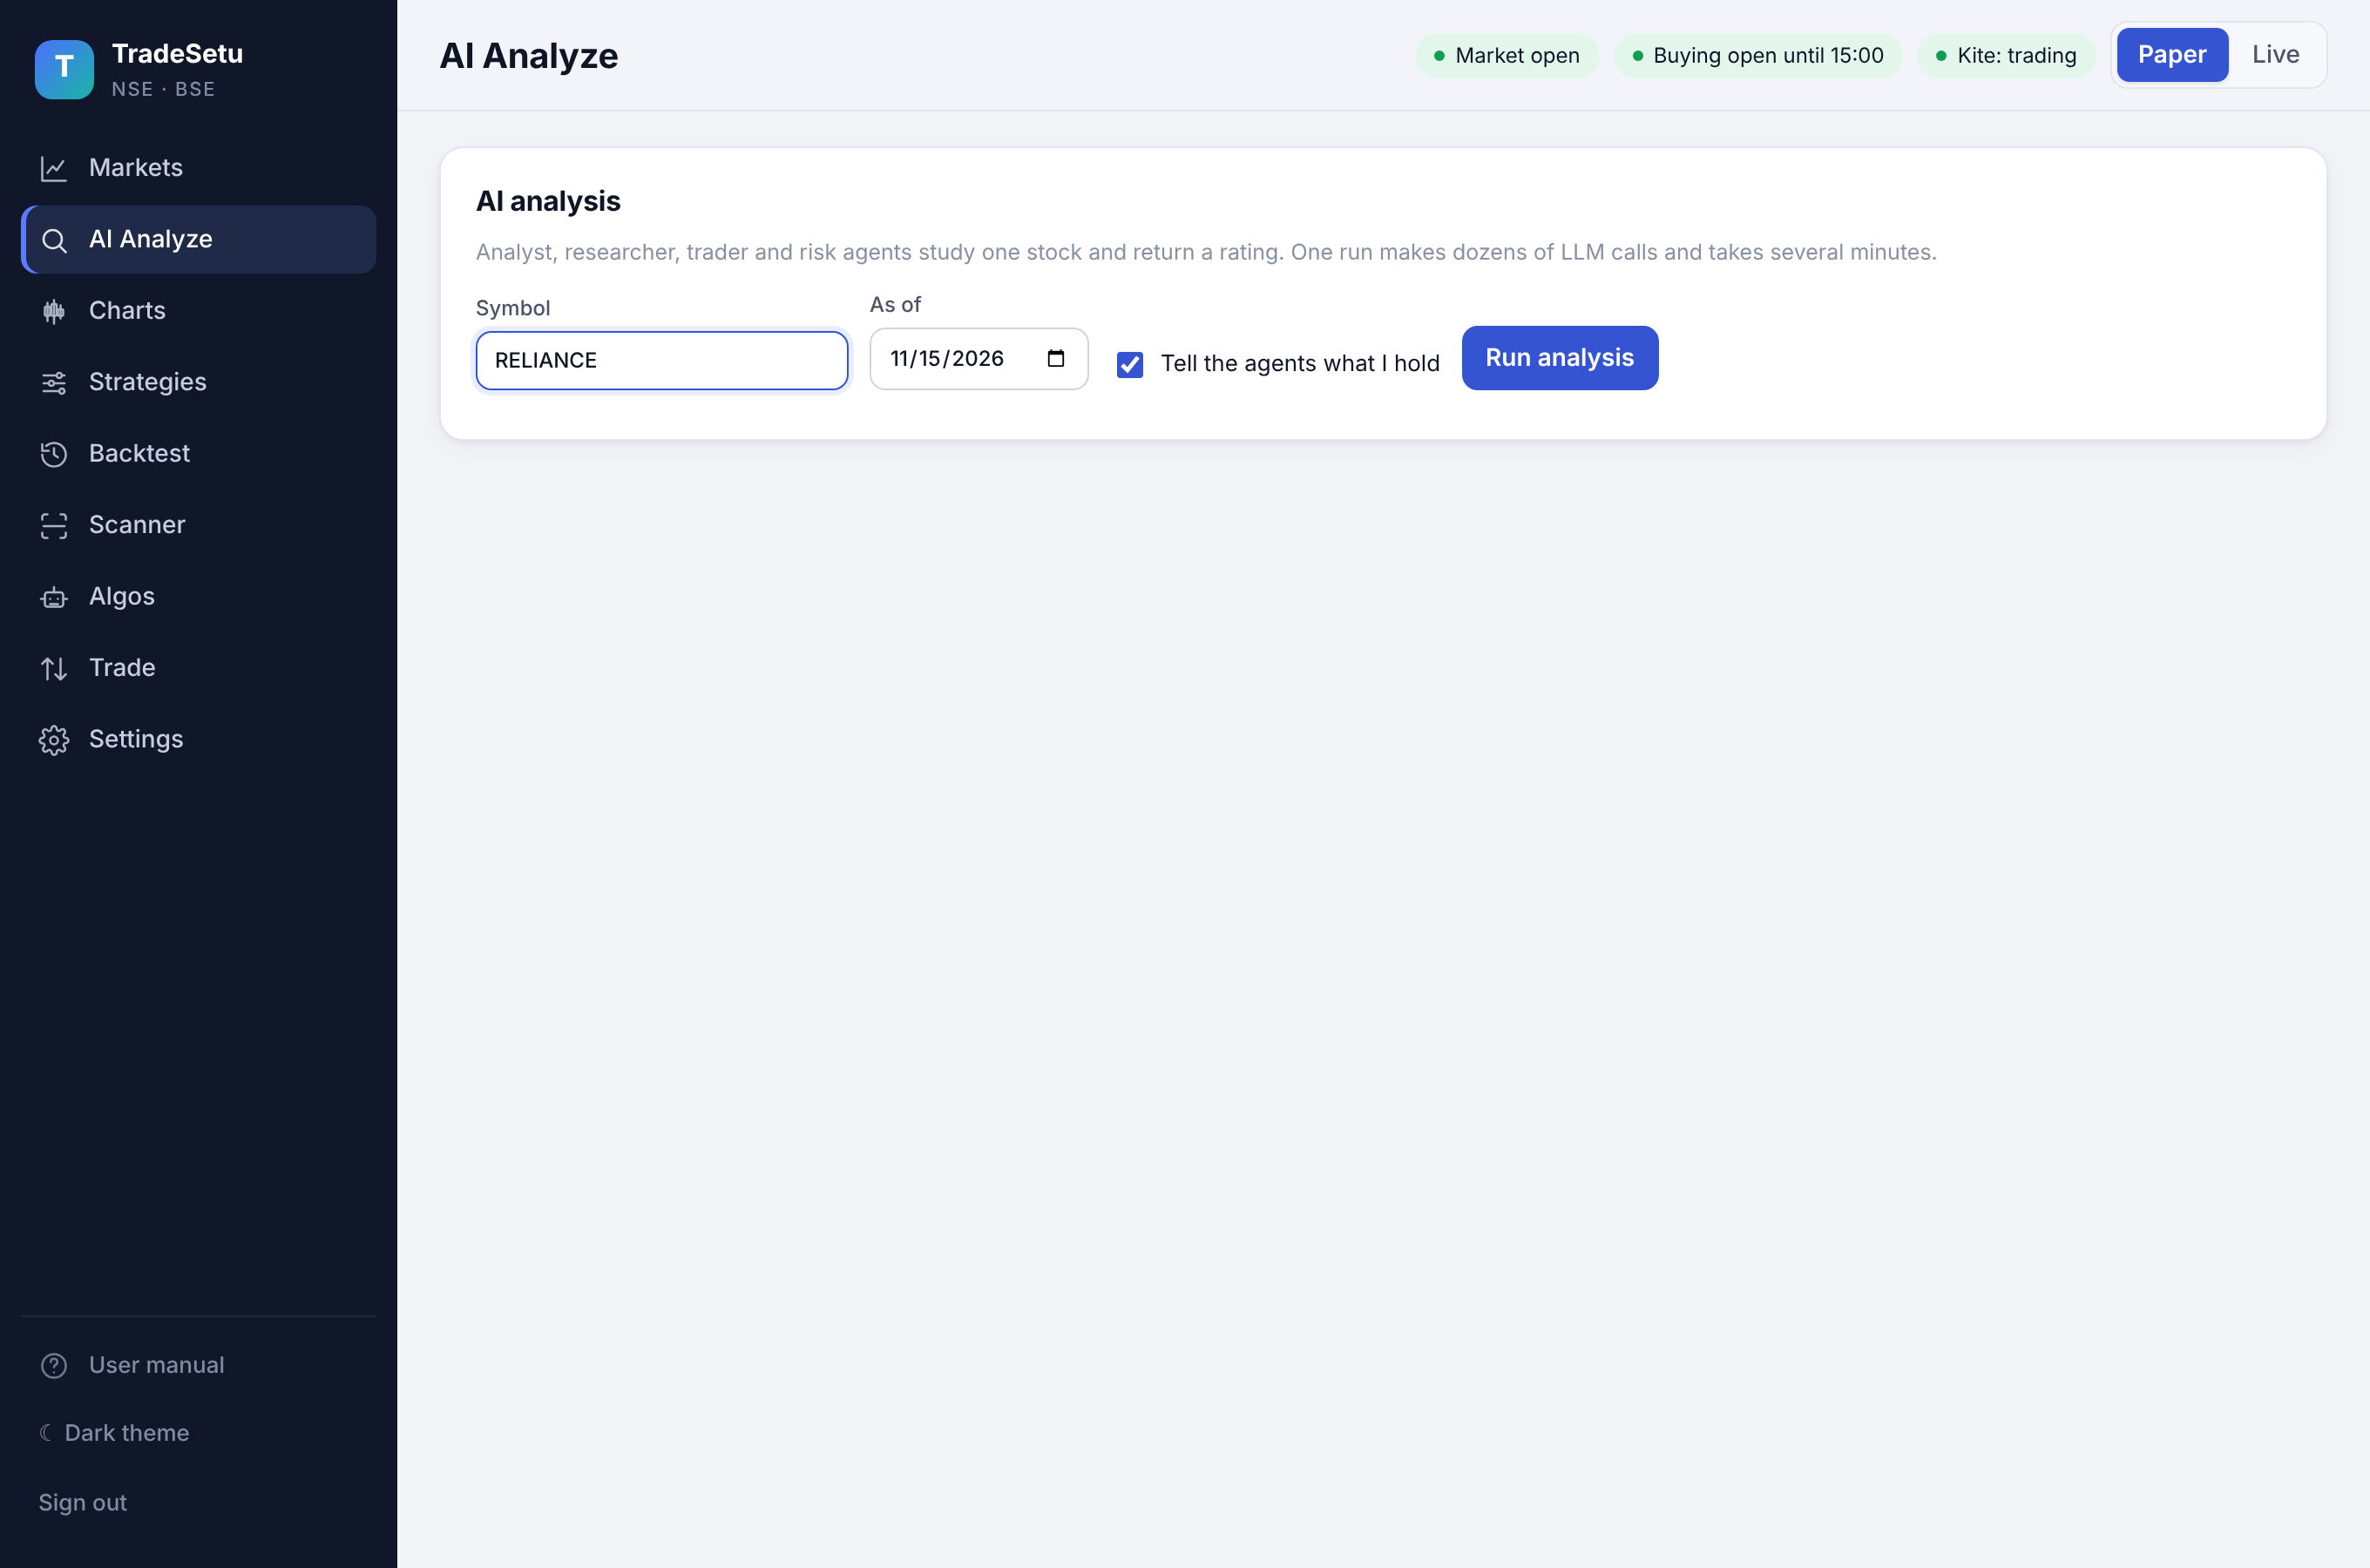 T
TradeSetu
NSE · BSE
Markets
AI Analyze
Charts
Strategies
Backtest
Scanner
Algos
Trade
Settings
User manual
Dark theme
Sign out
AI Analyze
Market open
Buying open until 15:00
Kite: trading
Paper
Live
AI analysis
Analyst, researcher, trader and risk agents study one stock and return a rating. One run makes dozens of LLM calls and takes several minutes.
Symbol
RELIANCE
As of
11/15/2026
Tell the agents what I hold
Run analysis